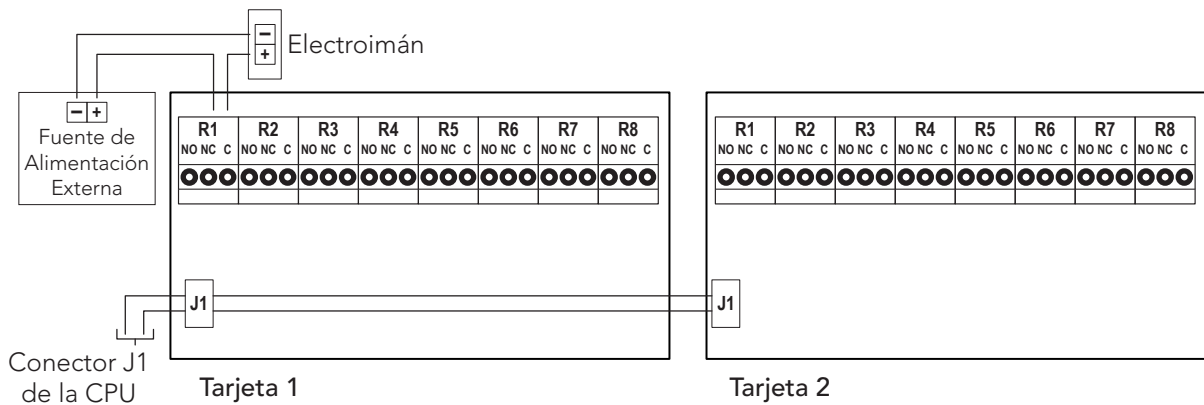 − + Electroimán
− +
Fuente de
Alimentación
Externa
R1 R2 R3 R4 R5 R6 R7 R8
NO NC C NO NC C NO NC C NO NC C NO NC C NO NC C NO NC C NO NC C
R1 R2 R3 R4 R5 R6 R7 R8
NO NC C NO NC C NO NC C NO NC C NO NC C NO NC C NO NC C NO NC C
J1
J1
Conector J1
de la CPU
Tarjeta 1
Tarjeta 2